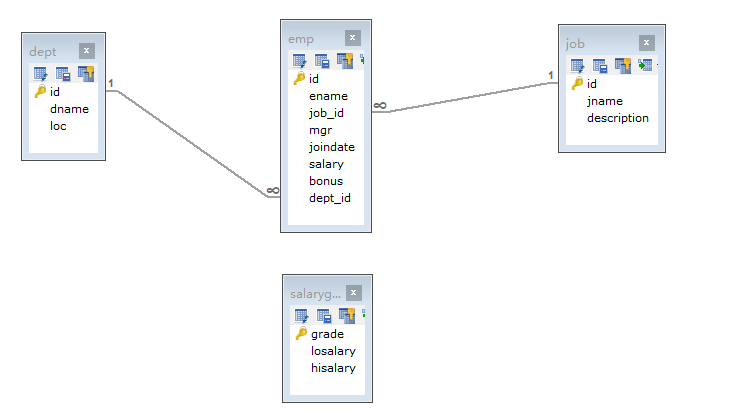 dept
x
id
dname
loc
1
∞
emp
x
id
ename
job_id
mgr
joindate
salary
bonus
dept_id
∞
1
job
x
id
jname
description
salaryg...
x
grade
losalary
hisalary